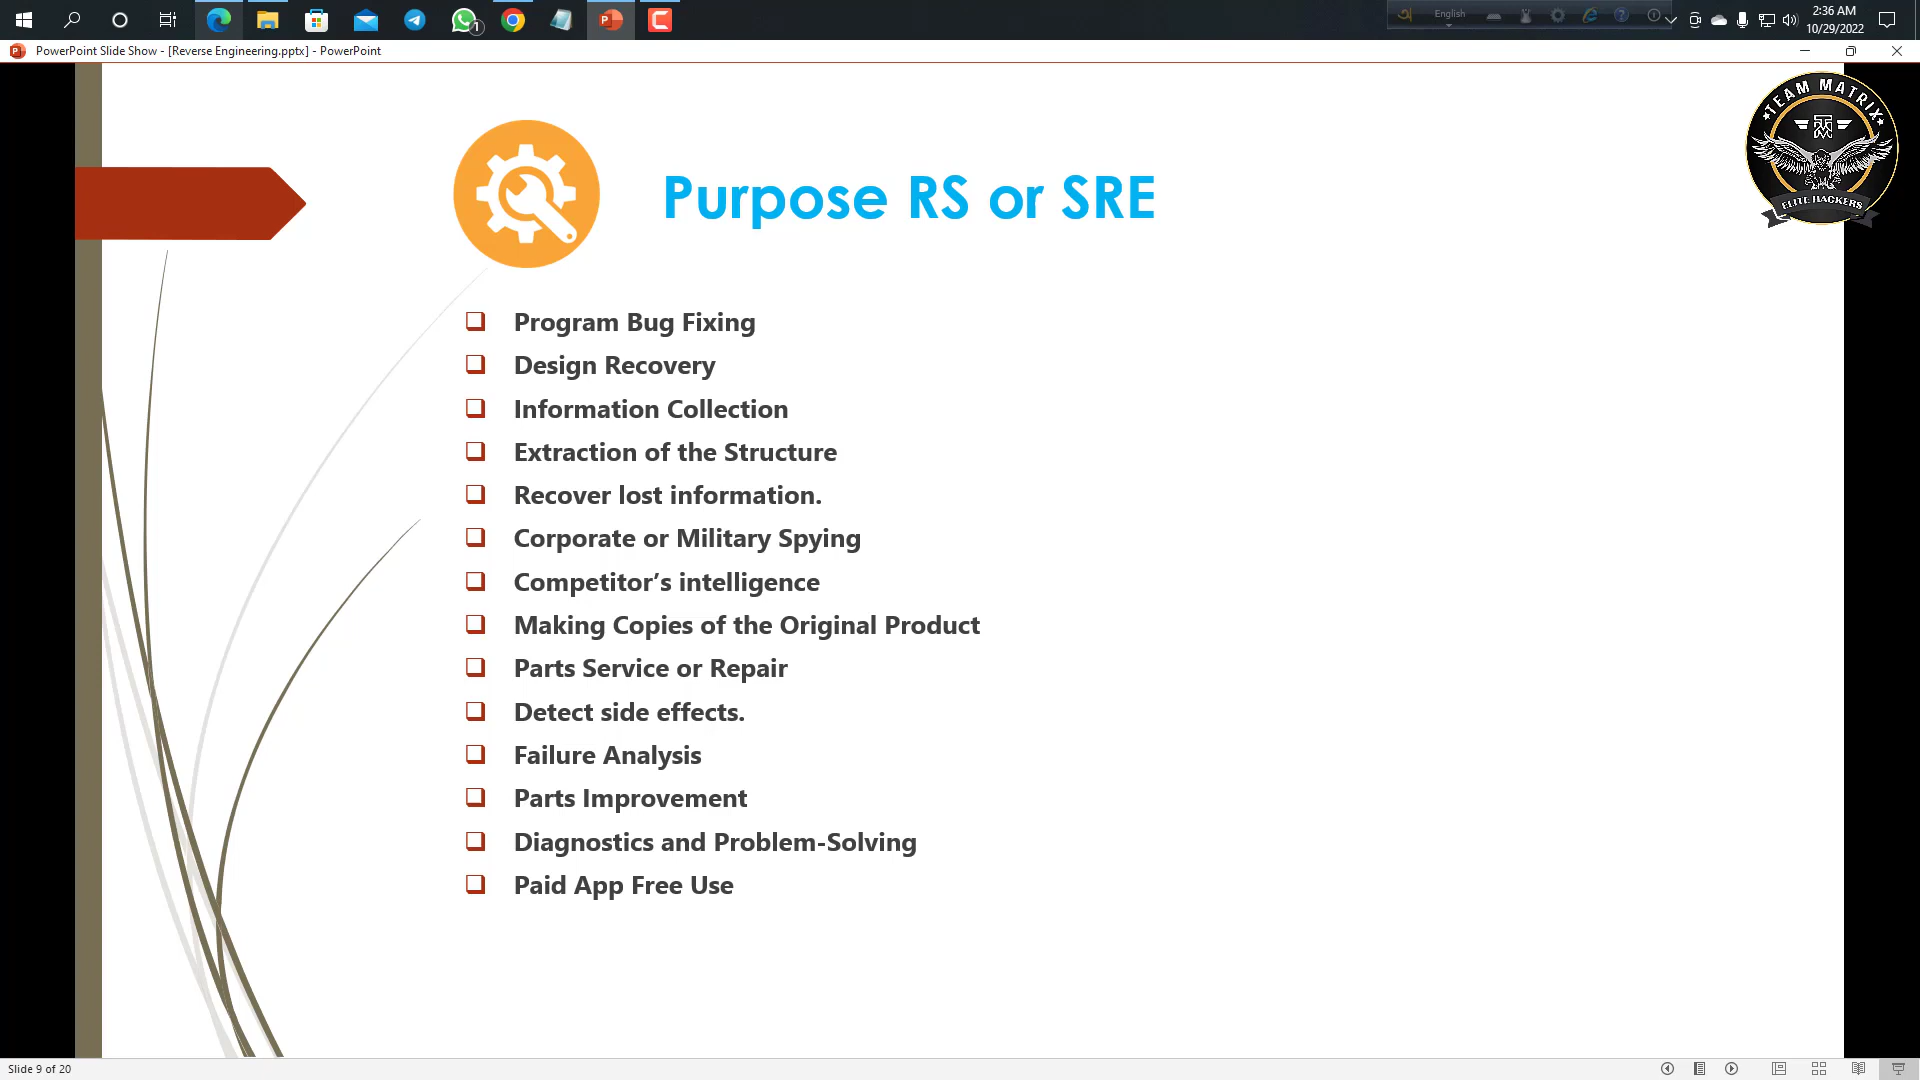 English
2:36 AM
10/29/2022
PowerPoint Slide Show - [Reverse Engineering.pptx] - PowerPoint
TEAM MATRIX
ELITE HACKERS
Purpose RS or SRE
Program Bug Fixing
Design Recovery
Information Collection
Extraction of the Structure
Recover lost information.
Corporate or Military Spying
Competitor’s intelligence
Making Copies of the Original Product
Parts Service or Repair
Detect side effects.
Failure Analysis
Parts Improvement
Diagnostics and Problem-Solving
Paid App Free Use
Slide 9 of 20